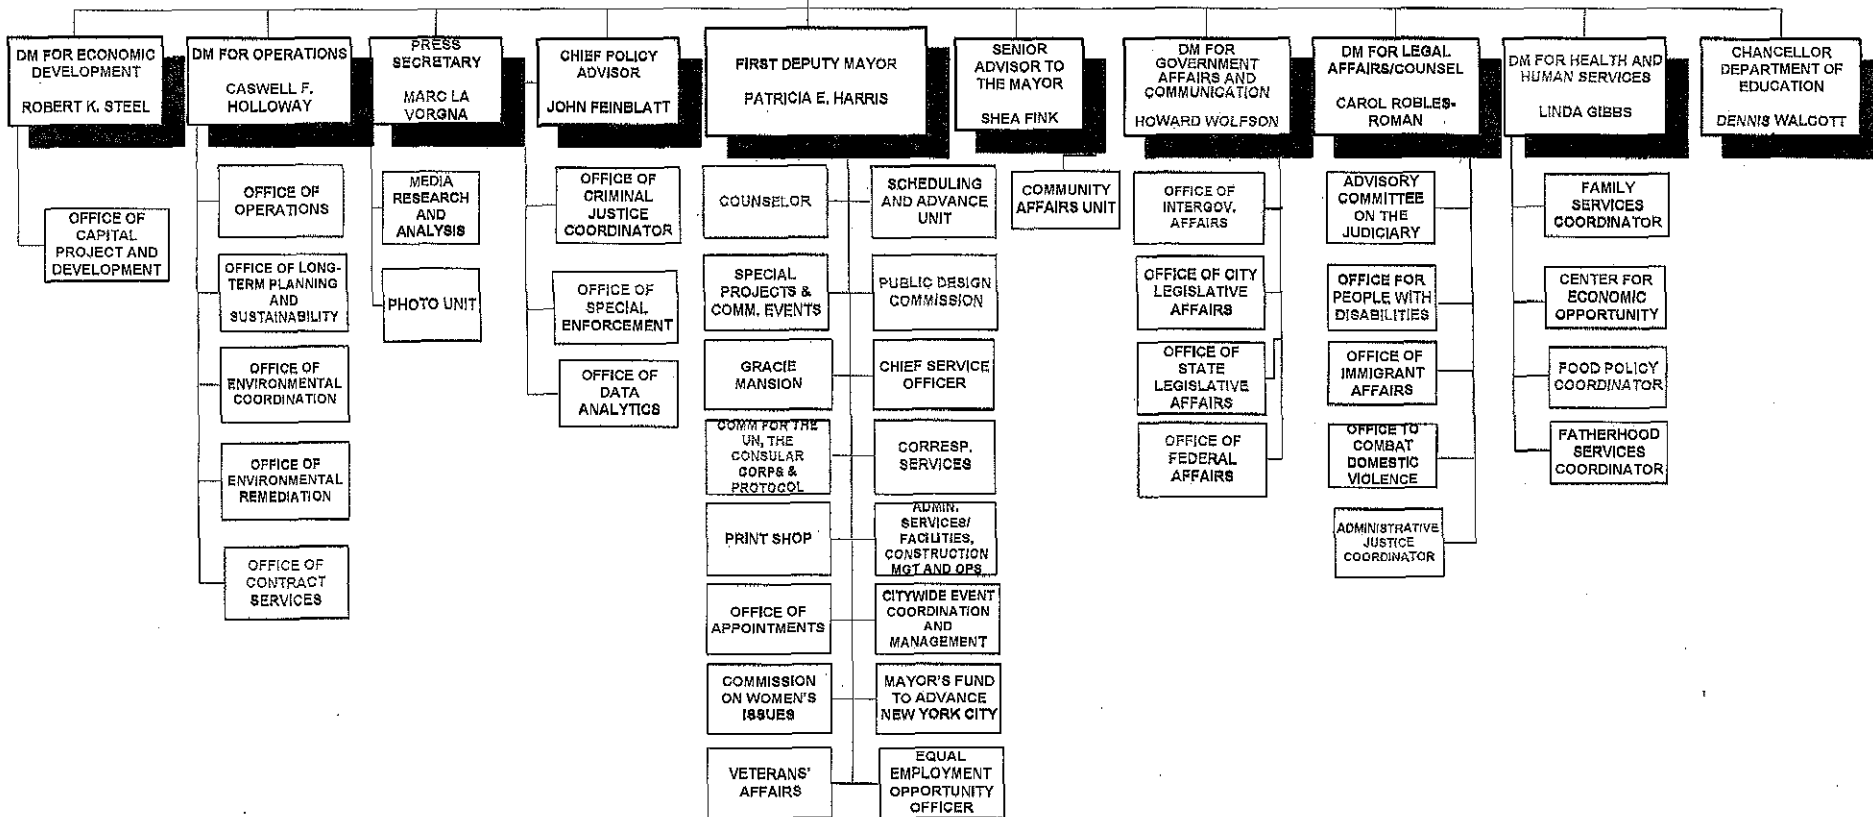 DM FOR ECONOMIC
DEVELOPMENT
ROBERT K. STEEL
OFFICE OF
CAPITAL
PROJECT AND
DEVELOPMENT
DM FOR OPERATIONS
CASWELL F.
HOLLOWAY
OFFICE OF
OPERATIONS
OFFICE OF LONG-
TERM PLANNING
AND
SUSTAINABILITY
OFFICE OF
ENVIRONMENTAL
COORDINATION
OFFICE OF
ENVIRONMENTAL
REMEDIATION
OFFICE OF
CONTRACT
SERVICES
PRESS
SECRETARY
MARC LA
VORGNA
MEDIA
RESEARCH
AND
ANALYSIS
PHOTO UNIT
CHIEF POLICY
ADVISOR
JOHN FEINBLATT
OFFICE OF
CRIMINAL
JUSTICE
COORDINATOR
OFFICE OF
SPECIAL
ENFORCEMENT
OFFICE OF
DATA
ANALYTICS
FIRST DEPUTY MAYOR
PATRICIA E. HARRIS
COUNSELOR
SCHEDULING
AND ADVANCE
UNIT
SPECIAL
PROJECTS &
COMM. EVENTS
PUBLIC DESIGN
COMMISSION
GRACIE
MANSION
CHIEF SERVICE
OFFICER
COMM FOR THE
UN, THE
CONSULAR
CORPS &
PROTOCOL
CORRESP.
SERVICES
PRINT SHOP
ADMIN.
SERVICES/
FACILITIES,
CONSTRUCTION
MGT AND OPS
OFFICE OF
APPOINTMENTS
CITYWIDE EVENT
COORDINATION
AND
MANAGEMENT
COMMISSION
ON WOMEN'S
ISSUES
MAYOR'S FUND
TO ADVANCE
NEW YORK CITY
VETERANS'
AFFAIRS
EQUAL
EMPLOYMENT
OPPORTUNITY
OFFICER
SENIOR
ADVISOR TO
THE MAYOR
SHEA FINK
COMMUNITY
AFFAIRS UNIT
DM FOR
GOVERNMENT
AFFAIRS AND
COMMUNICATION
HOWARD WOLFSON
OFFICE OF
INTERGOV.
AFFAIRS
OFFICE OF CITY
LEGISLATIVE
AFFAIRS
OFFICE OF
STATE
LEGISLATIVE
AFFAIRS
OFFICE OF
FEDERAL
AFFAIRS
DM FOR LEGAL
AFFAIRS/COUNSEL
CAROL ROBLES-
ROMAN
ADVISORY
COMMITTEE
ON THE
JUDICIARY
OFFICE FOR
PEOPLE WITH
DISABILITIES
OFFICE OF
IMMIGRANT
AFFAIRS
OFFICE TO
COMBAT
DOMESTIC
VIOLENCE
ADMINISTRATIVE
JUSTICE
COORDINATOR
DM FOR HEALTH AND
HUMAN SERVICES
LINDA GIBBS
FAMILY
SERVICES
COORDINATOR
CENTER FOR
ECONOMIC
OPPORTUNITY
FOOD POLICY
COORDINATOR
FATHERHOOD
SERVICES
COORDINATOR
CHANCELLOR
DEPARTMENT OF
EDUCATION
DENNIS WALCOTT